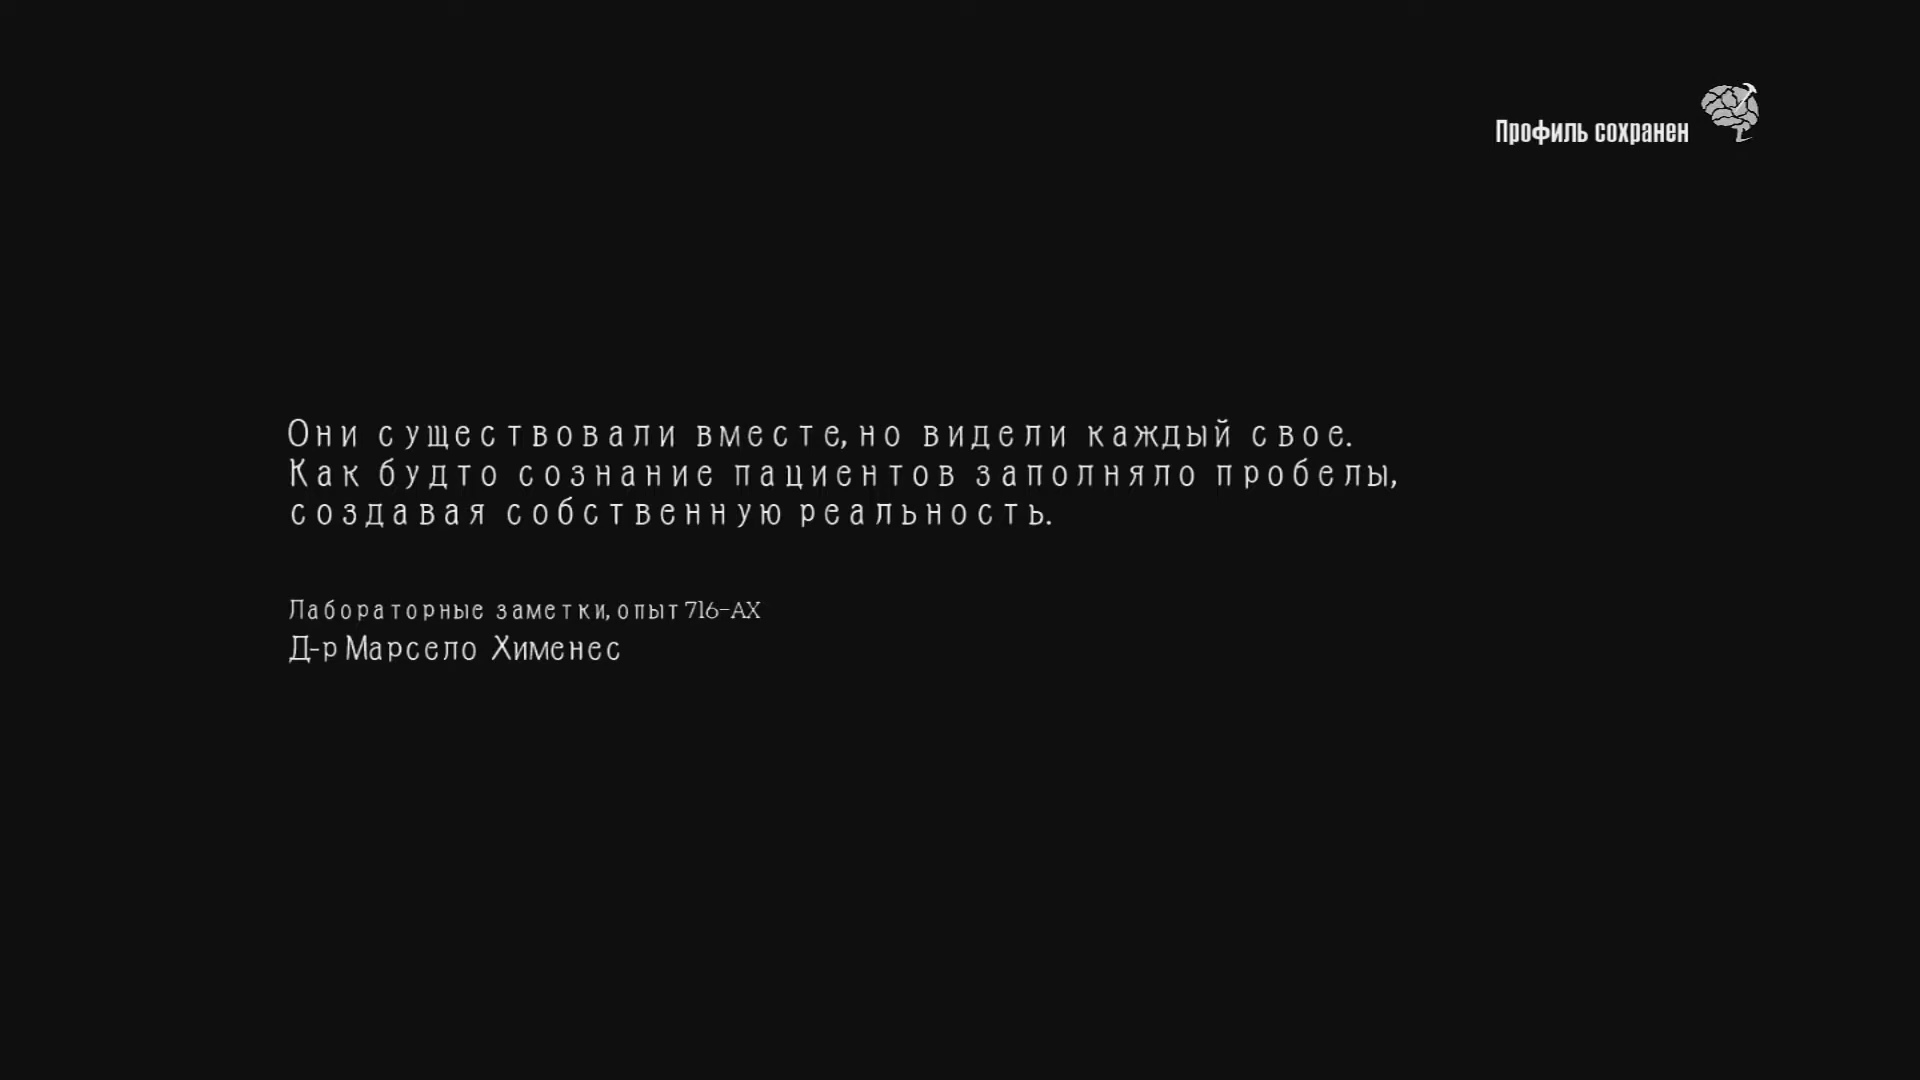 Профиль сохранен
Они существовали вместе, но видели каждый свое.
Как будто сознание пациентов заполняло пробелы,
создавая собственную реальность.
Лабораторные заметки, опыт 716-АХ
Д-р Марсело Хименес